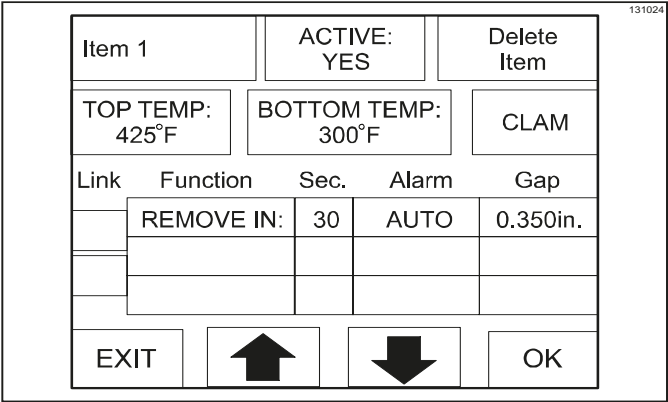 131024
Item 1
ACTIVE:
YES
Delete
Item
TOP TEMP:
425°F
BOTTOM TEMP:
300°F
CLAM
Link Function Sec. Alarm Gap
REMOVE IN: 30 AUTO 0.350in.
EXIT OK